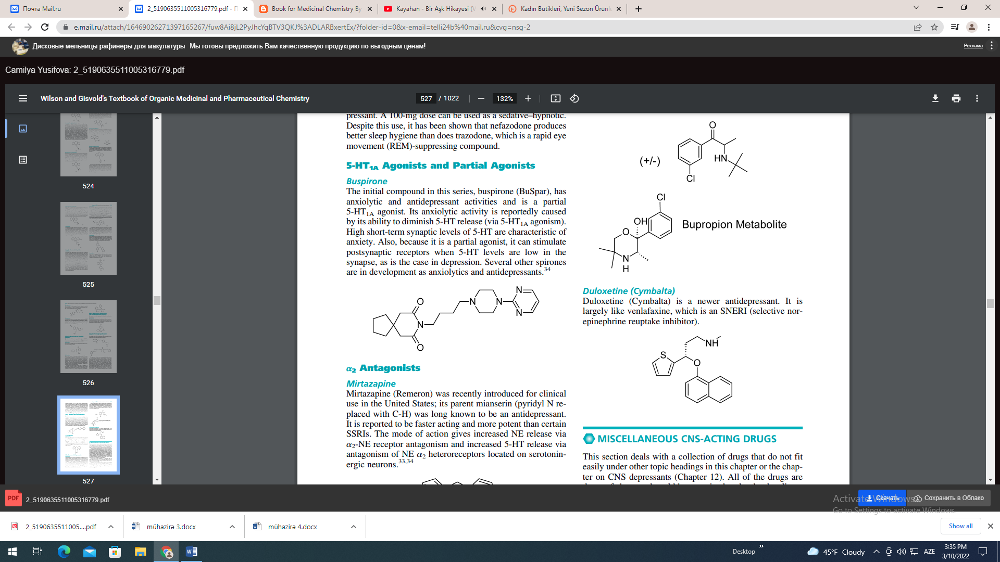 Почта Mail.ru
2_5190635511005316779.pdf - П
Book for Medicinal Chemistry By
Kayahan - Bir Aşk Hikayesi (V
Kadın Butikleri, Yeni Sezon Ürünle
e.mail.ru/attach/16469026271397165267/fuw8Ai8jL2PyJhcYqBTV3QKJ%3ADLARBxertEx/?folder-id=0&x-email=telli24b%40mail.ru&cvg=nsg-2
Дисковые мельницы рафинеры для макулатуры Мы готовы предложить Вам качественную продукцию по выгодным ценам!
Реклама
Camilya Yusifova: 2_5190635511005316779.pdf
Wilson and Gisvold's Textbook of Organic Medicinal and Pharmaceutical Chemistry
527 / 1022
132%
524
525
526
527
pressant. A 100-mg dose can be used as a sedative–hypnotic.
Despite this use, it has been shown that nefazodone produces
better sleep hygiene than does trazodone, which is a rapid eye
movement (REM)-suppressing compound.
5-HT1A Agonists and Partial Agonists
Buspirone
The initial compound in this series, buspirone (BuSpar), has
anxiolytic and antidepressant activities and is a partial
5-HT1A agonist. Its anxiolytic activity is reportedly caused
by its ability to diminish 5-HT release (via 5-HT1A agonism).
High short-term synaptic levels of 5-HT are characteristic of
anxiety. Also, because it is a partial agonist, it can stimulate
postsynaptic receptors when 5-HT levels are low in the
synapse, as is the case in depression. Several other spirones
are in development as anxiolytics and antidepressants.34
O
N
O
N
N
N
N
α2 Antagonists
Mirtazapine
Mirtazapine (Remeron) was recently introduced for clinical
use in the United States; its parent mianserin (pyridyl N re-
placed with C-H) was long known to be an antidepressant.
It is reported to be faster acting and more potent than certain
SSRIs. The mode of action gives increased NE release via
α2-NE receptor antagonism and increased 5-HT release via
antagonism of NE α2 heteroreceptors located on serotonin-
ergic neurons.33,34
(+/-)
O
HN
Cl
Cl
OH
O
N
H
Bupropion Metabolite
Duloxetine (Cymbalta)
Duloxetine (Cymbalta) is a newer antidepressant. It is
largely like venlafaxine, which is an SNERI (selective nor-
epinephrine reuptake inhibitor).
NH
S
O
MISCELLANEOUS CNS-ACTING DRUGS
This section deals with a collection of drugs that do not fit
easily under other topic headings in this chapter or the chap-
ter on CNS depressants (Chapter 12). All of the drugs are
PDF
2_5190635511005316779.pdf
Скачать
Сохранить в Облако
Activate Windows
Go to Settings to activate Windows.
2_5190635511005....pdf
mühazirə 3.docx
mühazirə 4.docx
Show all
Desktop
45°F Cloudy
AZE
3:35 PM
3/10/2022